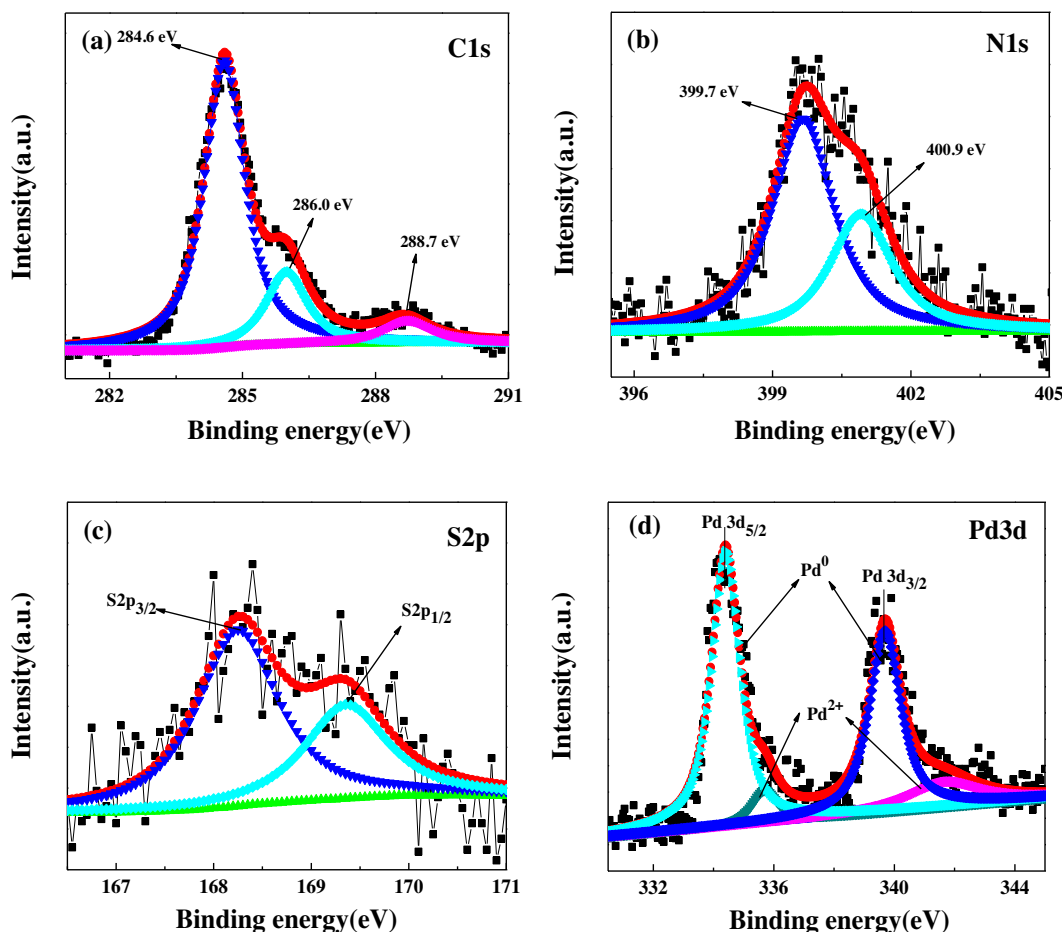 (a)
C1s
284.6 eV
286.0 eV
288.7 eV
Intensity(a.u.)
282 285 288 291
Binding energy(eV)
(b)
N1s
399.7 eV
400.9 eV
Intensity(a.u.)
396 399 402 405
Binding energy(eV)
(c)
S2p
S2p3/2
S2p1/2
Intensity(a.u.)
167 168 169 170 171
Binding energy(eV)
(d)
Pd3d
Pd 3d5/2
Pd0
Pd 3d3/2
Pd2+
Intensity(a.u.)
332 336 340 344
Binding energy(eV)